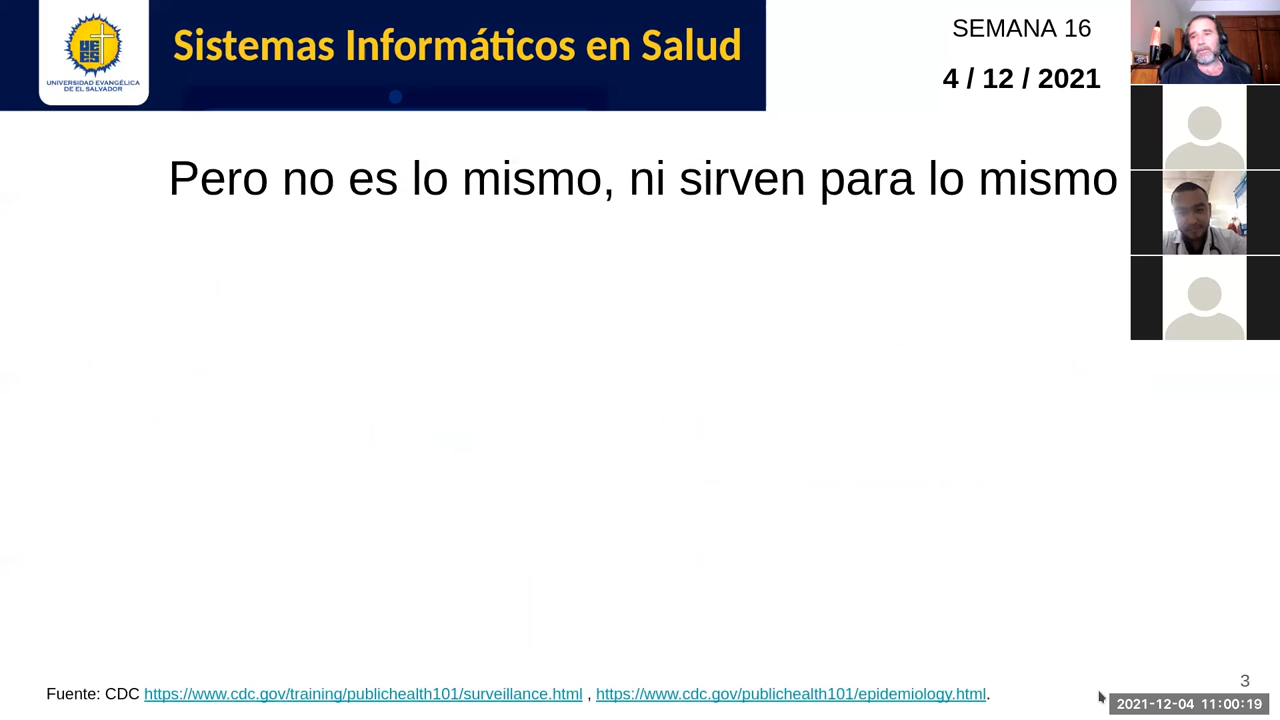 UNIVERSIDAD EVANGÉLICA
DE EL SALVADOR
Sistemas Informáticos en Salud
SEMANA 16
4 / 12 / 2021
Pero no es lo mismo, ni sirven para lo mismo
Fuente: CDC https://www.cdc.gov/training/publichealth101/surveillance.html , https://www.cdc.gov/publichealth101/epidemiology.html.
3
2021-12-04 11:00:19